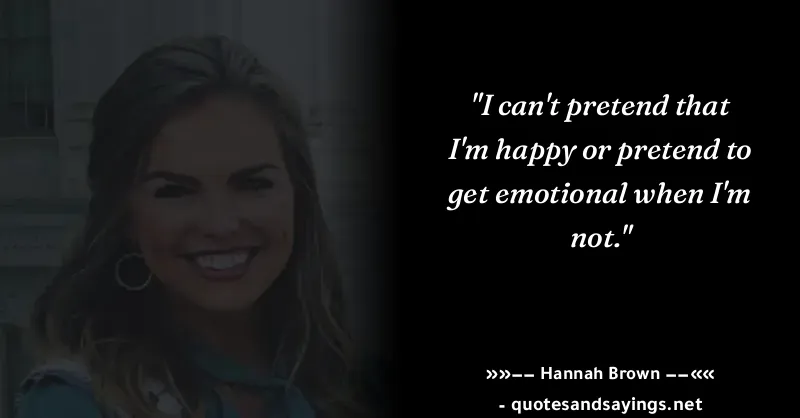 "I can't pretend that
I'm happy or pretend to
get emotional when I'm
not."
»»−− Hannah Brown −−««
- quotesandsayings.net